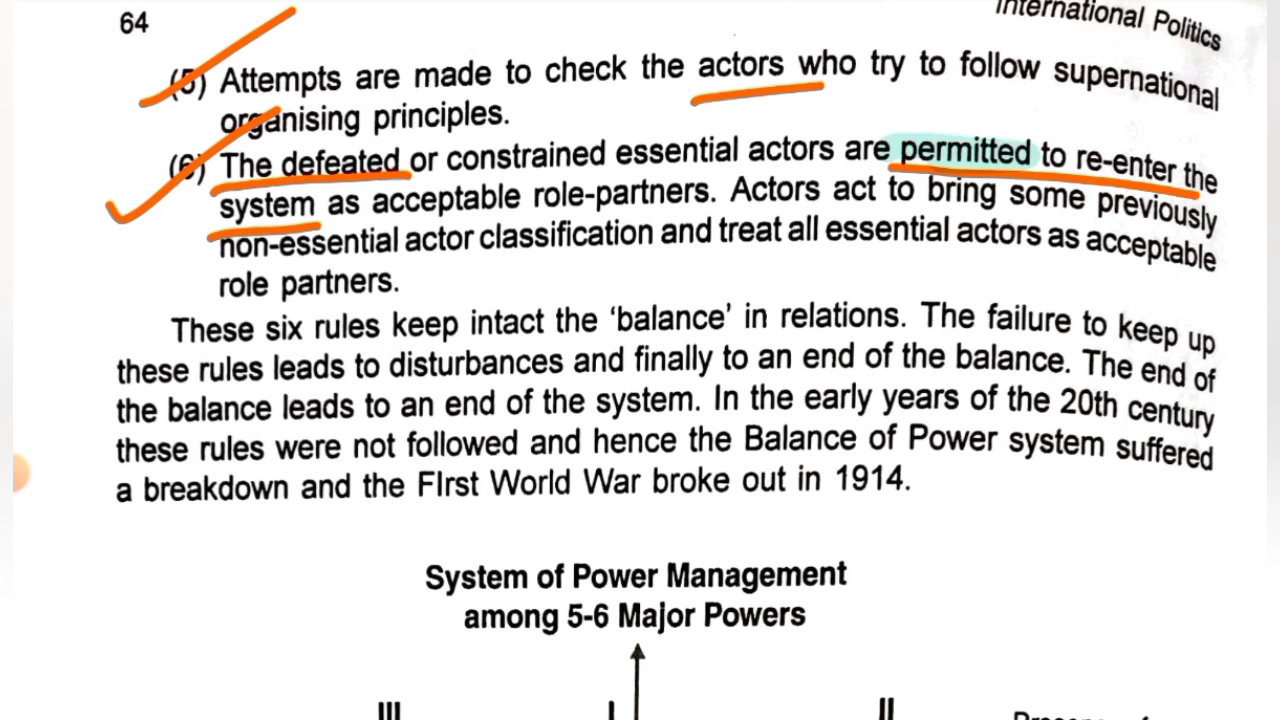 64
International Politics
(5) Attempts are made to check the actors who try to follow supernational
organising principles.
(6) The defeated or constrained essential actors are permitted to re-enter the
system as acceptable role-partners. Actors act to bring some previously
non-essential actor classification and treat all essential actors as acceptable
role partners.
These six rules keep intact the ‘balance’ in relations. The failure to keep up
these rules leads to disturbances and finally to an end of the balance. The end of
the balance leads to an end of the system. In the early years of the 20th century
these rules were not followed and hence the Balance of Power system suffered
a breakdown and the FIrst World War broke out in 1914.
System of Power Management
among 5-6 Major Powers
III I II